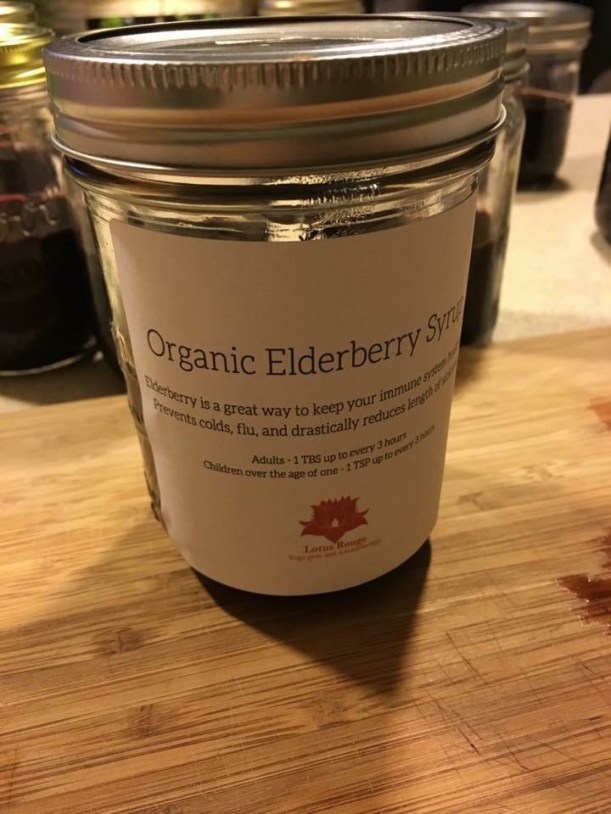 Organic Elderberry Syrup
Elderberry is a great way to keep your immune system
Prevents colds, flu, and drastically reduces length of
Adults - 1 TBS up to every 3 hours
Children over the age of one - 1 TSP up to every 3 hours
Lotus Rouge